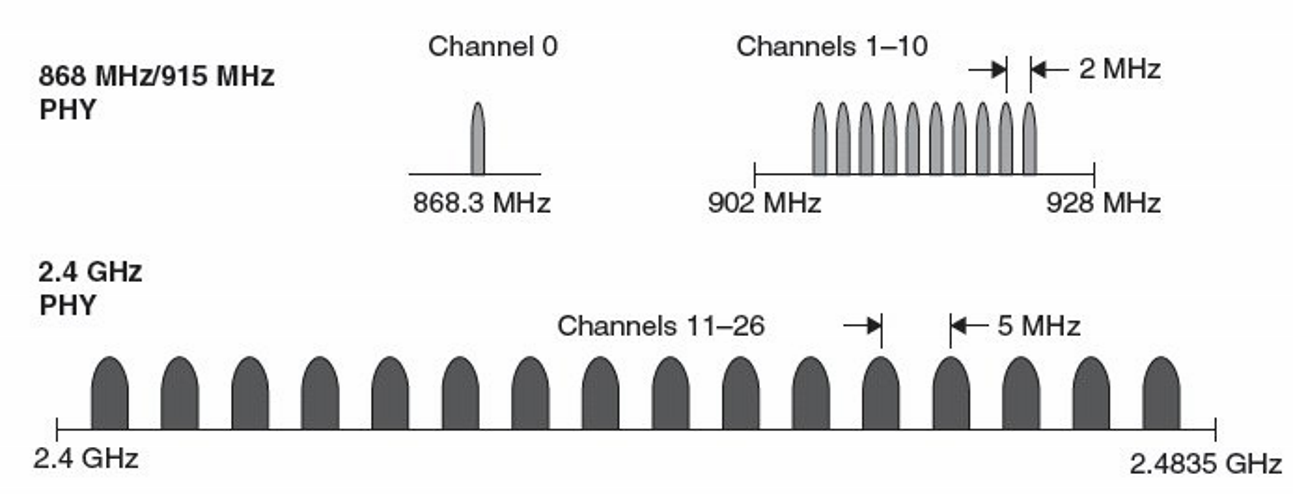 868 MHz/915 MHz
PHY
Channel 0
868.3 MHz
Channels 1–10
2 MHz
902 MHz
928 MHz
2.4 GHz
PHY
Channels 11–26
5 MHz
2.4 GHz
2.4835 GHz